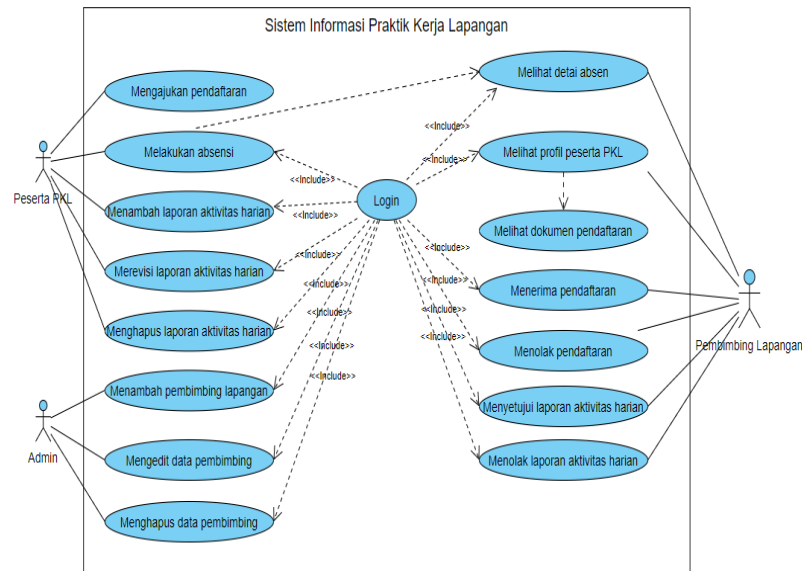 Sistem Informasi Praktik Kerja Lapangan
Mengajukan pendaftaran
Melihat detai absen
<<Include>>
Melakukan absensi
Melihat profil peserta PKL
<<Include>>
<<Include>>
Peserta PKL
Login
Menambah laporan aktivitas harian
<<Include>>
Melihat dokumen pendaftaran
<<Include>>
<<Include>>
Merevisi laporan aktivitas harian
Menerima pendaftaran
<<Include>>
<<Include>>
Menghapus laporan aktivitas harian
<<Include>>
<<Include>>
Menolak pendaftaran
Pembimbing Lapangan
<<Include>>
<<Include>>
Menambah pembimbing lapangan
Menyetujui laporan aktivitas harian
Admin
Mengedit data pembimbing
Menolak laporan aktivitas harian
Menghapus data pembimbing